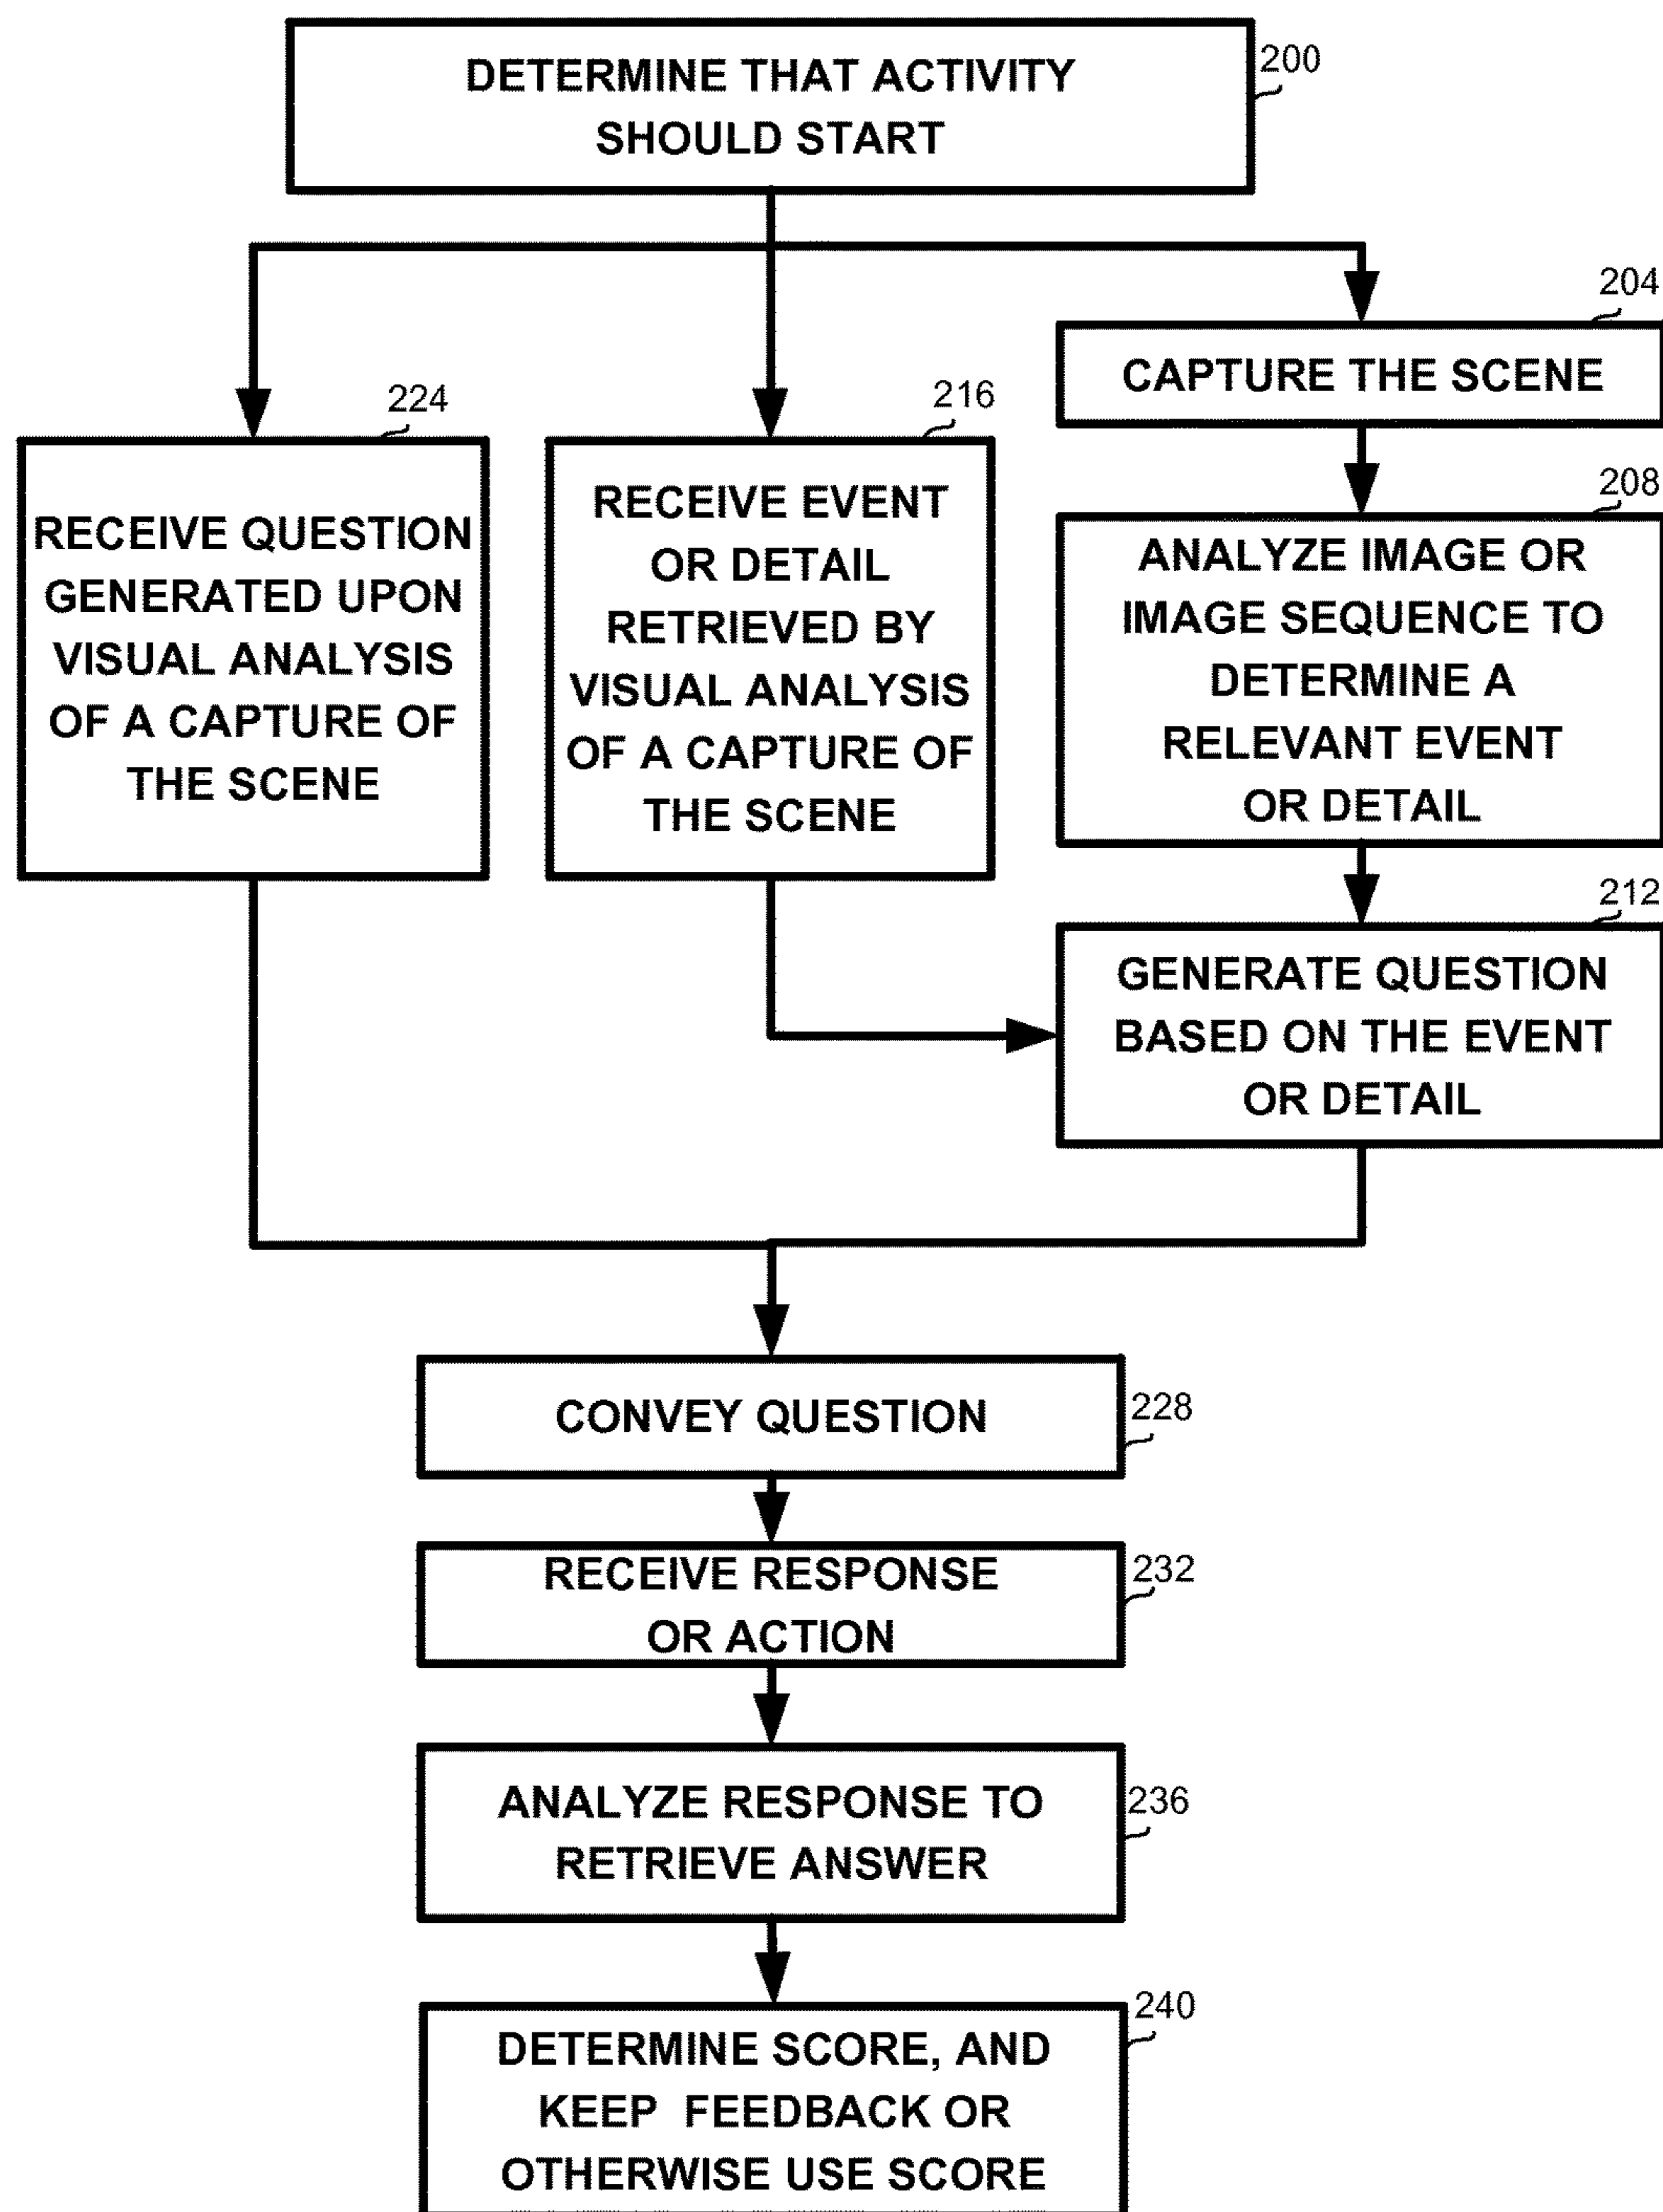 DETERMINE THAT ACTIVITY
SHOULD START
200
204
CAPTURE THE SCENE
224
RECEIVE QUESTION
GENERATED UPON
VISUAL ANALYSIS
OF A CAPTURE OF
THE SCENE
216
RECEIVE EVENT
OR DETAIL
RETRIEVED BY
VISUAL ANALYSIS
OF A CAPTURE OF
THE SCENE
208
ANALYZE IMAGE OR
IMAGE SEQUENCE TO
DETERMINE A
RELEVANT EVENT
OR DETAIL
212
GENERATE QUESTION
BASED ON THE EVENT
OR DETAIL
CONVEY QUESTION
228
RECEIVE RESPONSE
OR ACTION
232
ANALYZE RESPONSE TO
RETRIEVE ANSWER
236
DETERMINE SCORE, AND
KEEP FEEDBACK OR
OTHERWISE USE SCORE
240